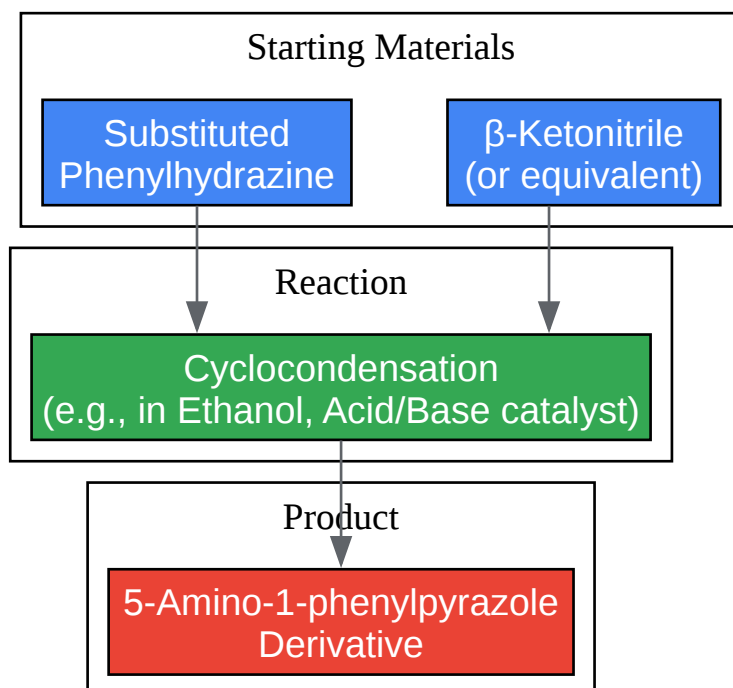 Starting Materials
Substituted
Phenylhydrazine
β-Ketonitrile
(or equivalent)
Reaction
Cyclocondensation
(e.g., in Ethanol, Acid/Base catalyst)
Product
5-Amino-1-phenylpyrazole
Derivative